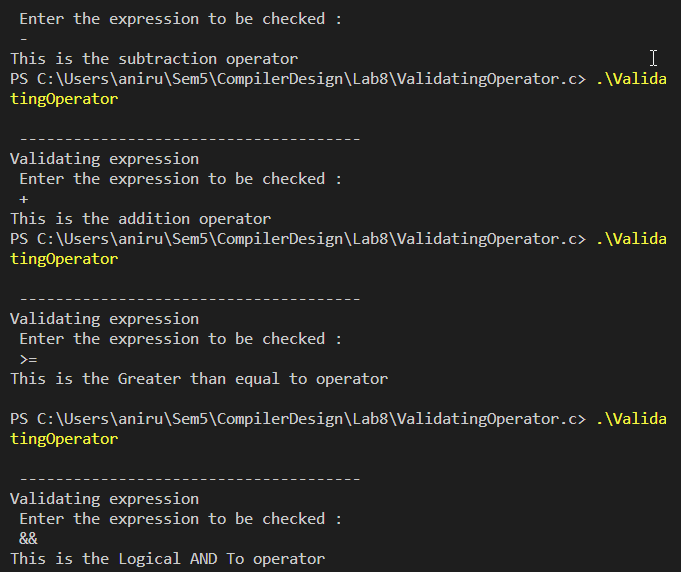 Enter the expression to be checked :
-
This is the subtraction operator
PS C:\Users\aniru\Sem5\CompilerDesign\Lab8\ValidatingOperator.c> .\Valida
tingOperator
--------------------------------------
Validating expression
Enter the expression to be checked :
+
This is the addition operator
PS C:\Users\aniru\Sem5\CompilerDesign\Lab8\ValidatingOperator.c> .\Valida
tingOperator
--------------------------------------
Validating expression
Enter the expression to be checked :
>=
This is the Greater than equal to operator
PS C:\Users\aniru\Sem5\CompilerDesign\Lab8\ValidatingOperator.c> .\Valida
tingOperator
--------------------------------------
Validating expression
Enter the expression to be checked :
&&
This is the Logical AND To operator